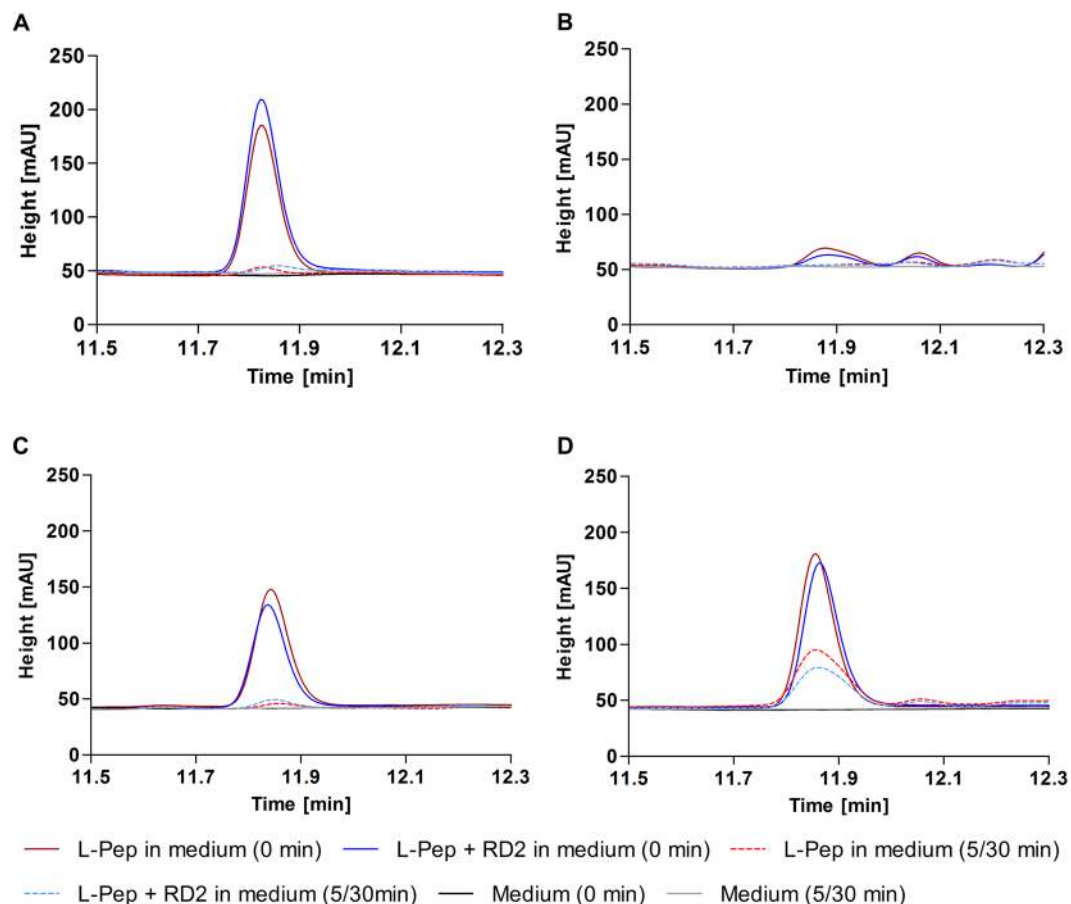 A
B
250
200
150
100
50
0
Height [mAU]
11.5 11.7 11.9 12.1 12.3
Time [min]
250
200
150
100
50
0
Height [mAU]
11.5 11.7 11.9 12.1 12.3
Time [min]
C
D
250
200
150
100
50
0
Height [mAU]
11.5 11.7 11.9 12.1 12.3
Time [min]
250
200
150
100
50
0
Height [mAU]
11.5 11.7 11.9 12.1 12.3
Time [min]
L-Pep in medium (0 min) L-Pep + RD2 in medium (0 min) L-Pep in medium (5/30 min)
L-Pep + RD2 in medium (5/30min) Medium (0 min) Medium (5/30 min)